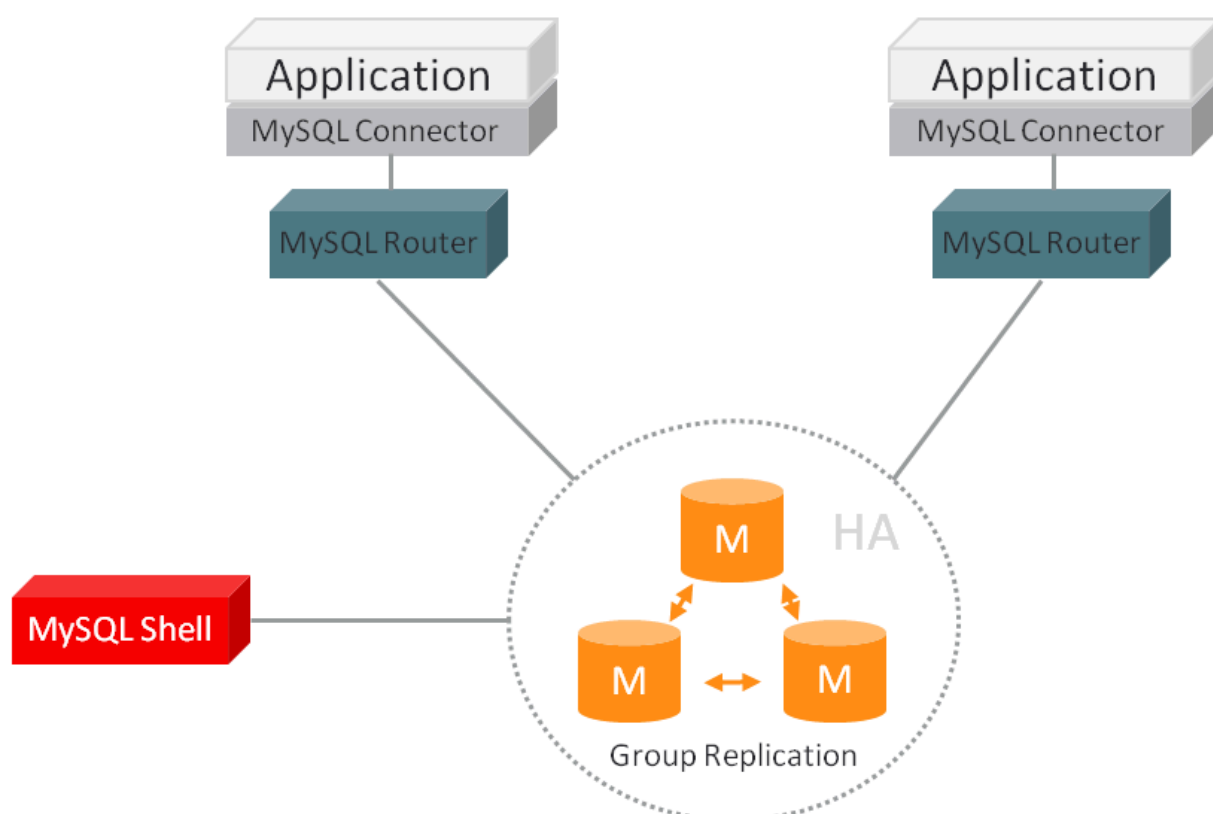 Application
MySQL Connector
MySQL Router
Application
MySQL Connector
MySQL Router
HA
M
M
M
Group Replication
MySQL Shell